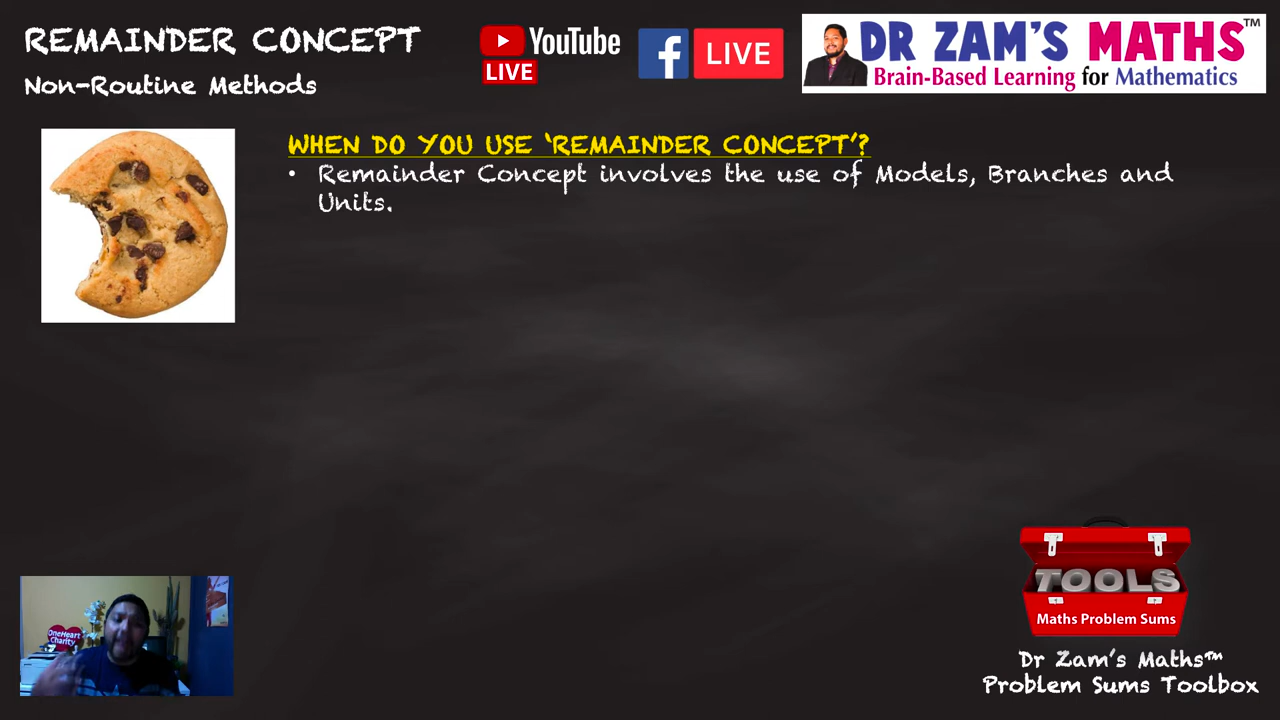 REMAINDER CONCEPT
Non-Routine Methods
YouTube
LIVE
f LIVE
DR ZAM'S MATHS™
Brain-Based Learning for Mathematics
WHEN DO YOU USE ‘REMAINDER CONCEPT’?
• Remainder Concept involves the use of Models, Branches and
Units.
OneHeart
Charity
TOOLS
Maths Problem Sums
Dr Zam's Maths™
Problem Sums Toolbox